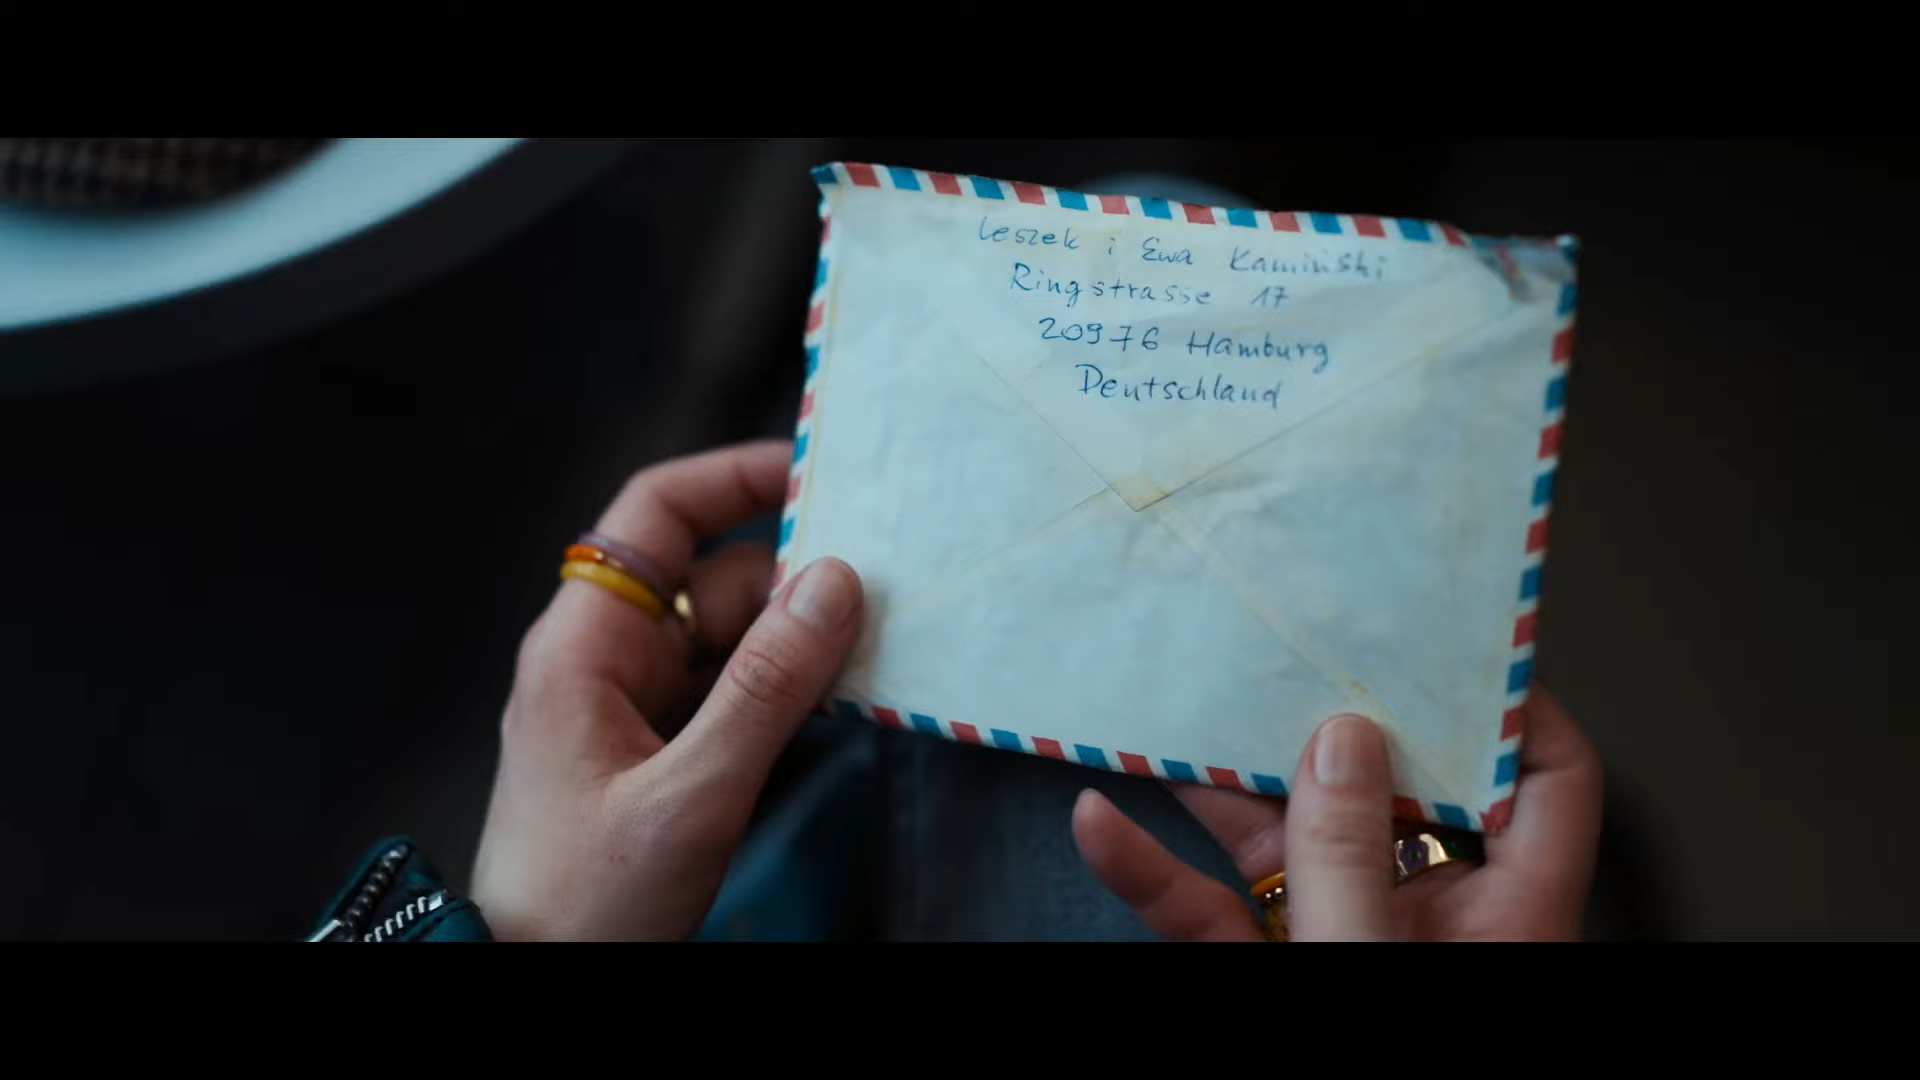 Leszek i Ewa Kamiński
Ringstrasse 17
20976 Hamburg
Deutschland